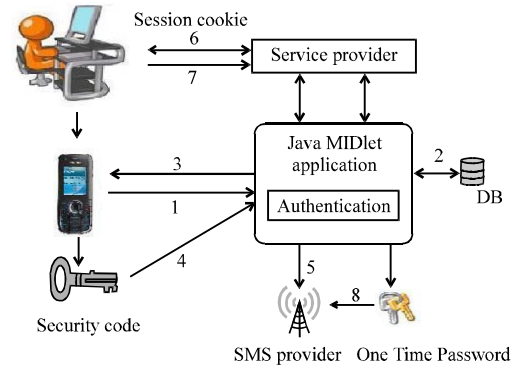 Session cookie
6
7
Service provider
Java MIDlet
application
Authentication
2
DB
3
1
4
5
8
Security code
SMS provider
One Time Password